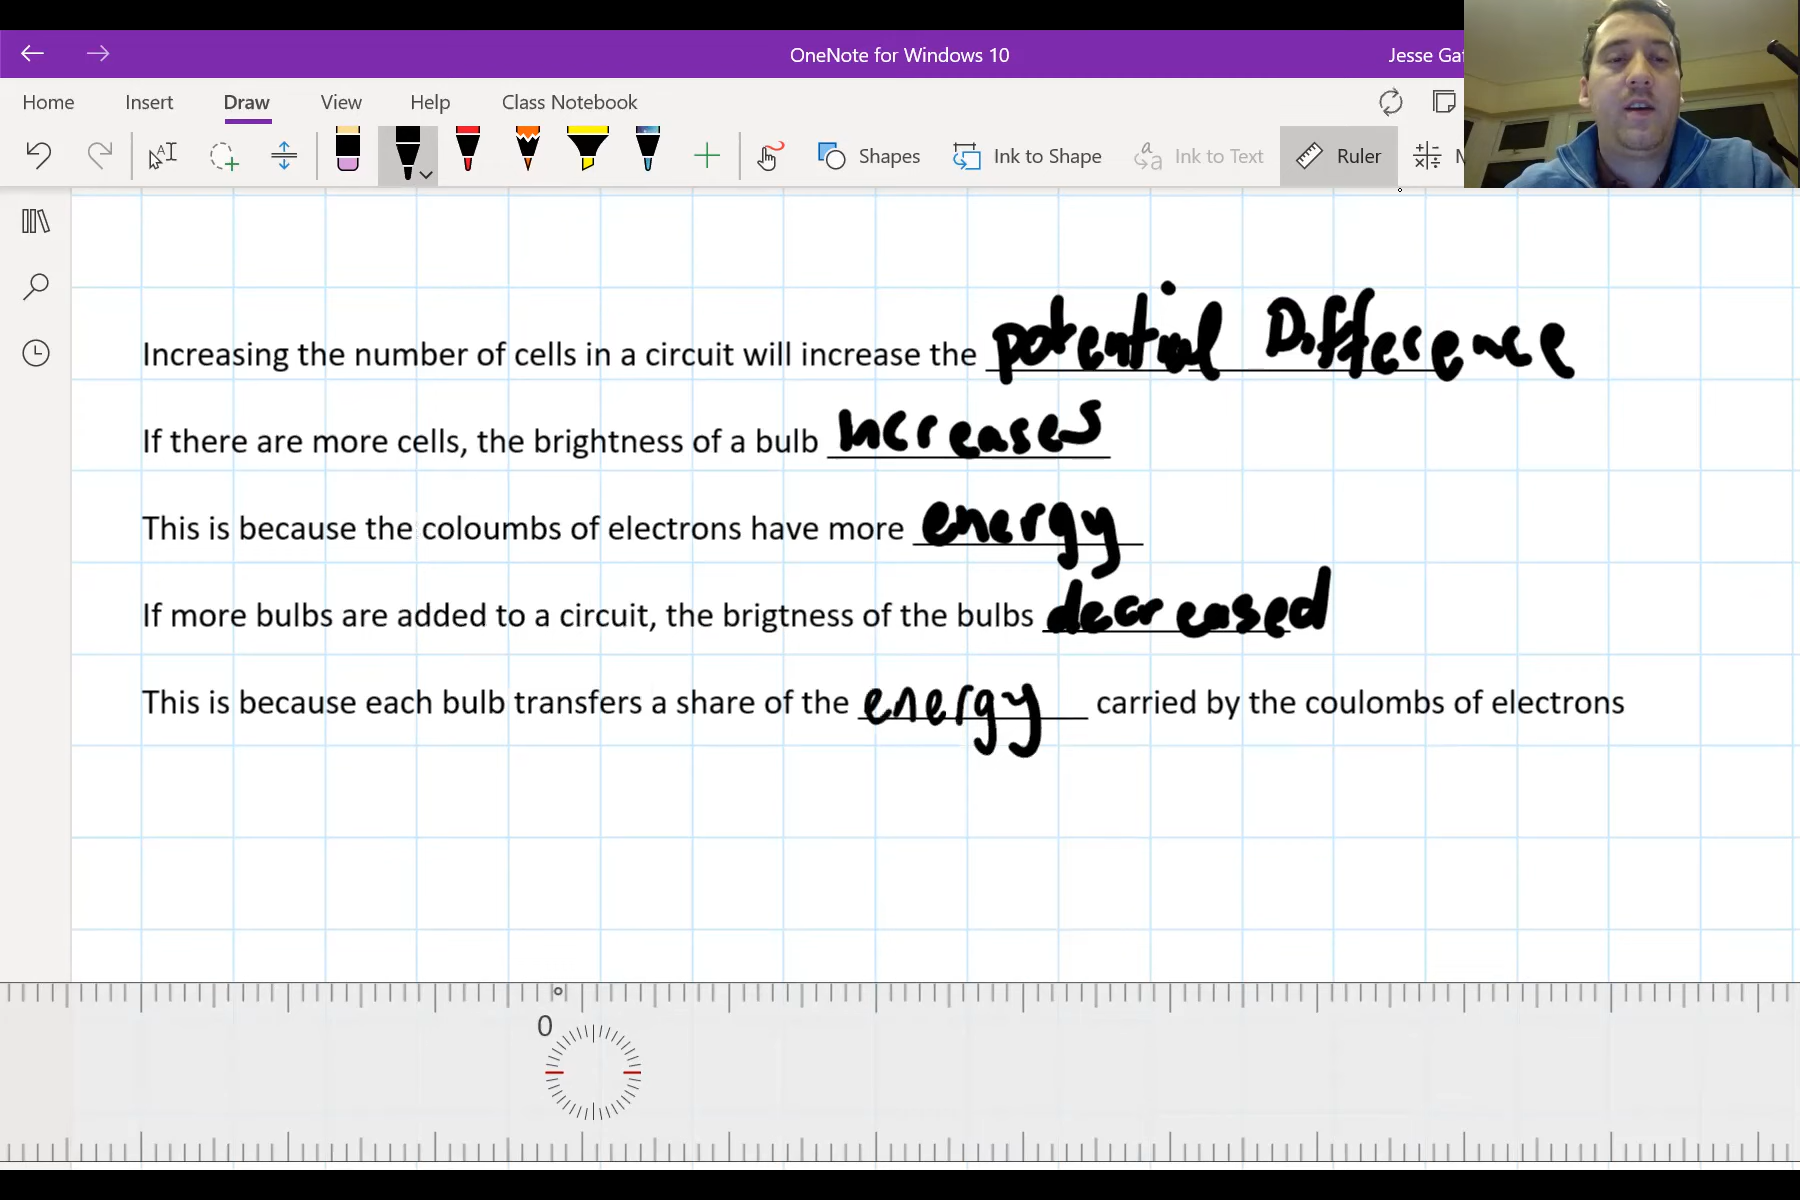 OneNote for Windows 10
Jesse Gat
Home Insert Draw View Help Class Notebook
Shapes Ink to Shape Ink to Text Ruler M
Increasing the number of cells in a circuit will increase the potential Difference
If there are more cells, the brightness of a bulb increases
This is because the coloumbs of electrons have more energy
If more bulbs are added to a circuit, the brigtness of the bulbs decreased
This is because each bulb transfers a share of the energy carried by the coulombs of electrons
0